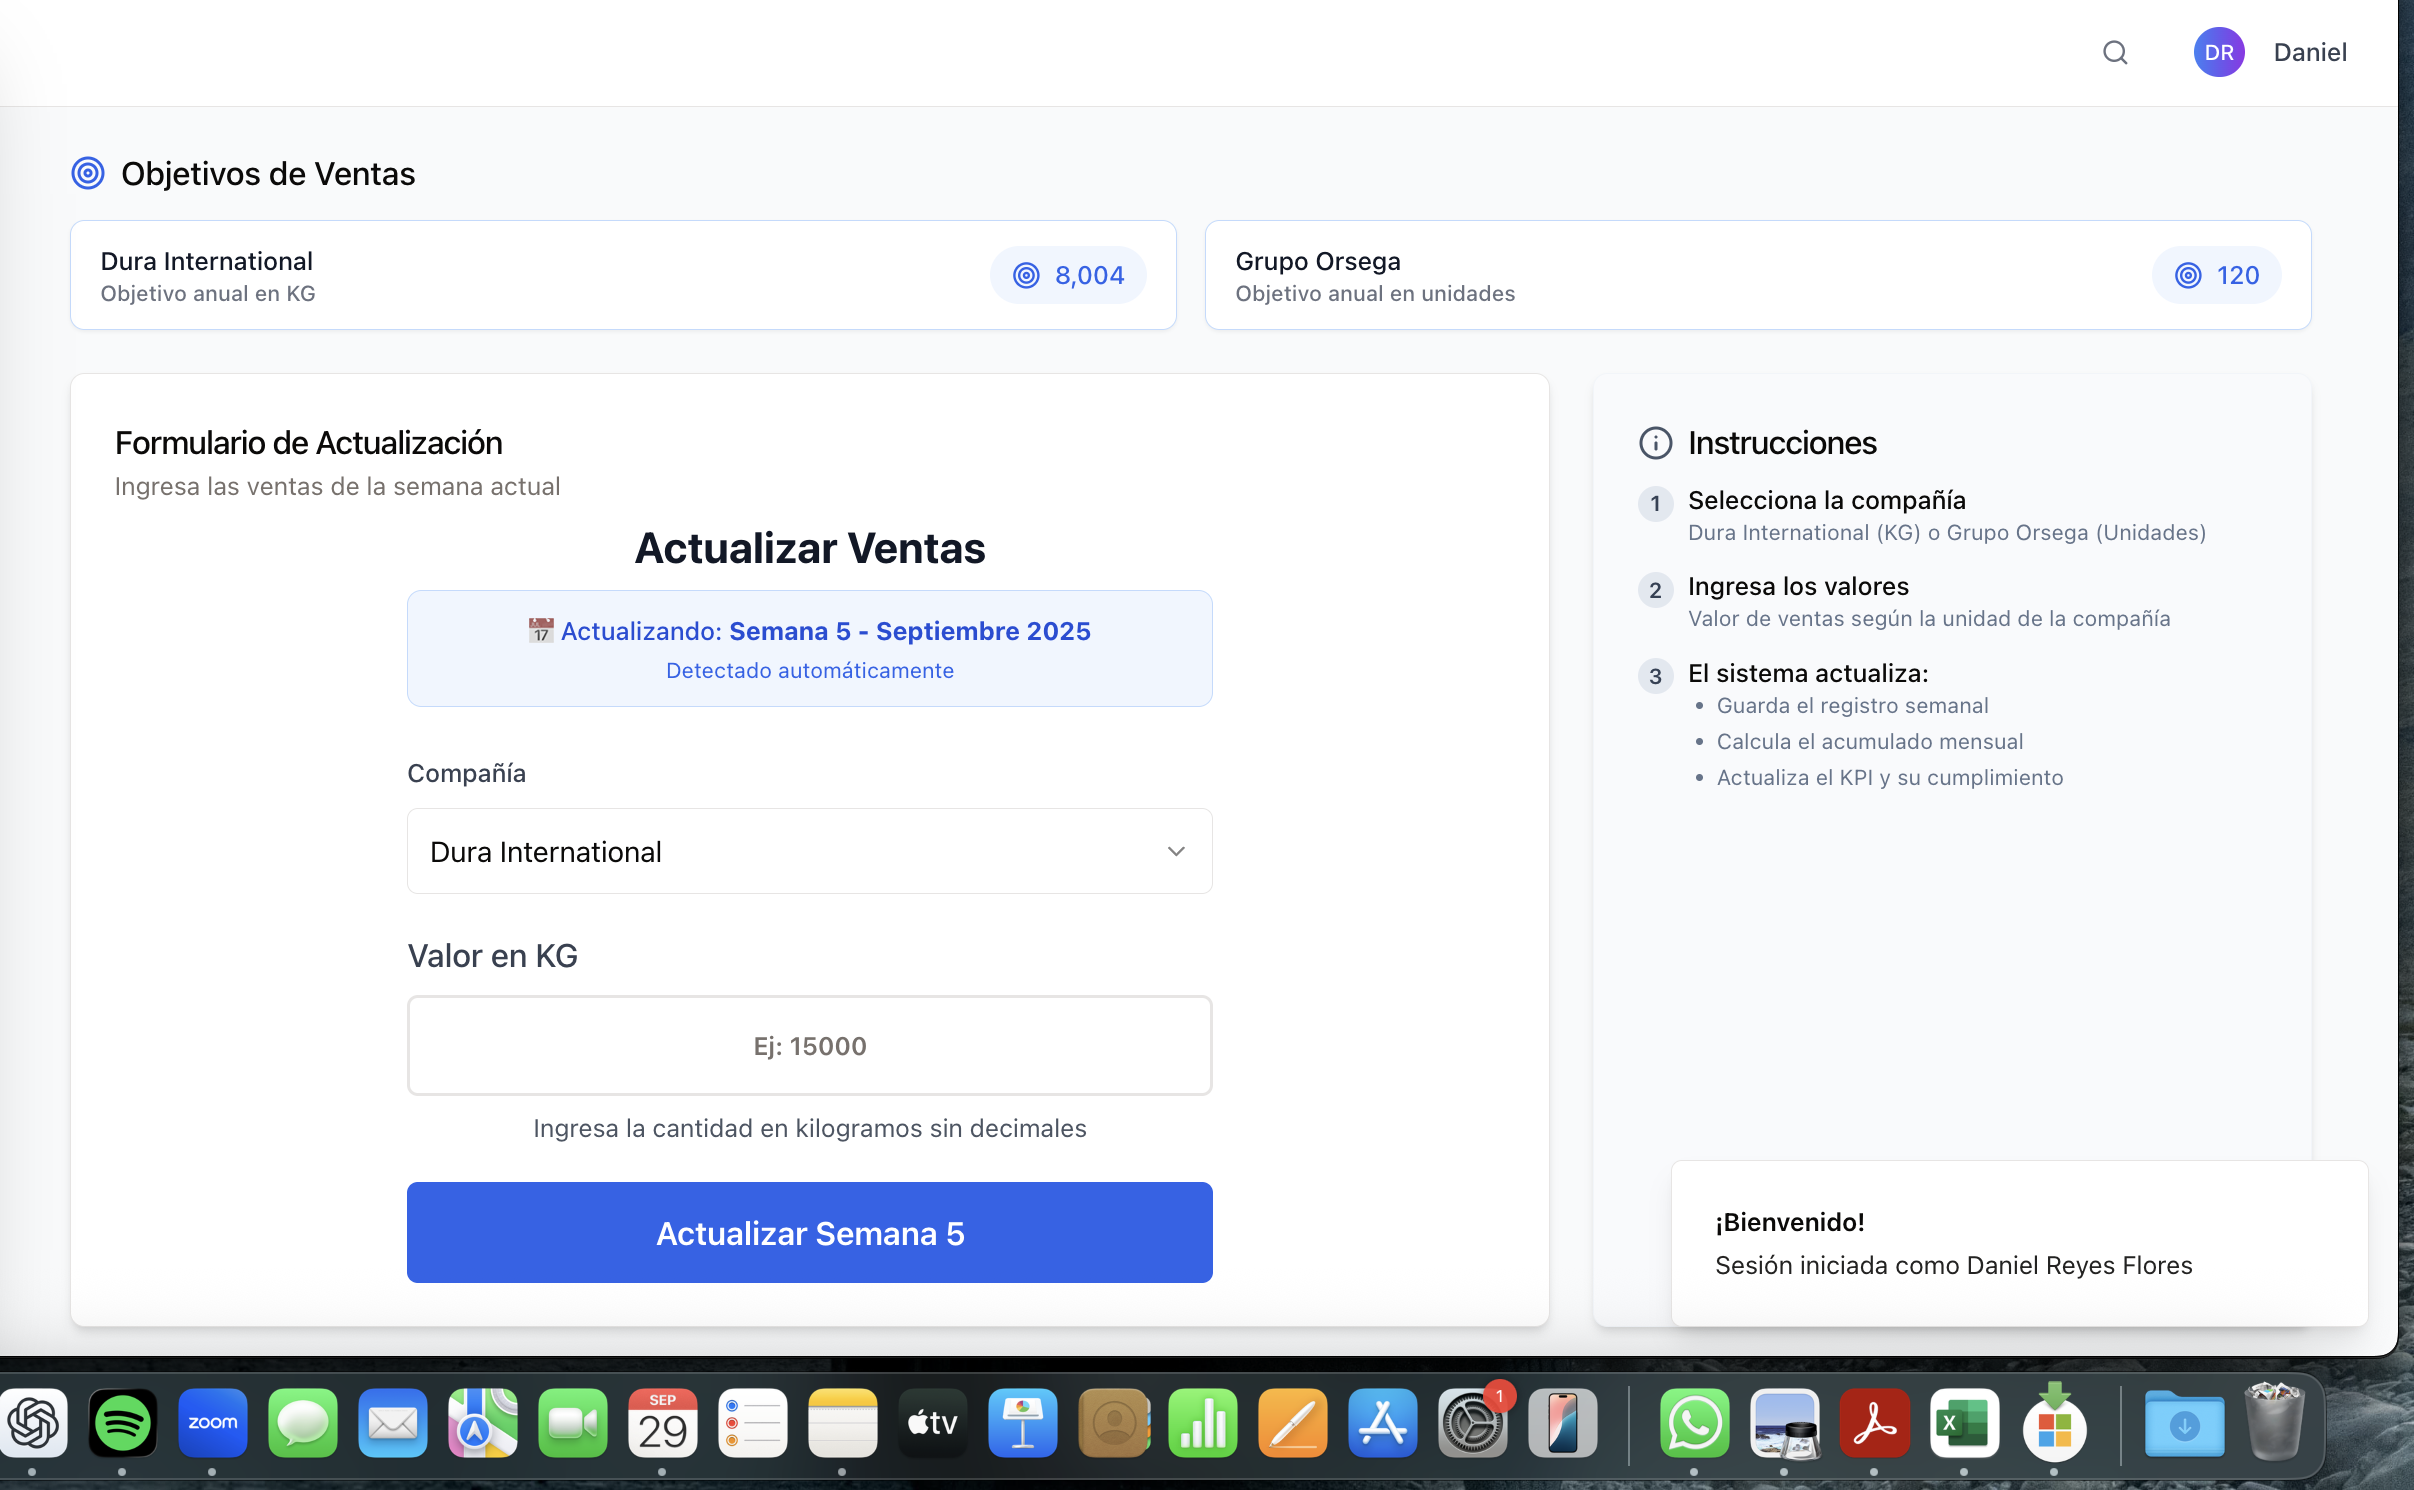 DR
Daniel
Objetivos de Ventas
Dura International
Objetivo anual en KG
8,004
Grupo Orsega
Objetivo anual en unidades
120
Formulario de Actualización
Ingresa las ventas de la semana actual
Actualizar Ventas
17
Actualizando: Semana 5 - Septiembre 2025
Detectado automáticamente
Compañía
Dura International
Valor en KG
Ej: 15000
Ingresa la cantidad en kilogramos sin decimales
Actualizar Semana 5
Instrucciones
1
Selecciona la compañía
Dura International (KG) o Grupo Orsega (Unidades)
2
Ingresa los valores
Valor de ventas según la unidad de la compañía
3
El sistema actualiza:
• Guarda el registro semanal
• Calcula el acumulado mensual
• Actualiza el KPI y su cumplimiento
¡Bienvenido!
Sesión iniciada como Daniel Reyes Flores
zoom
SEP
29
tv
1
X